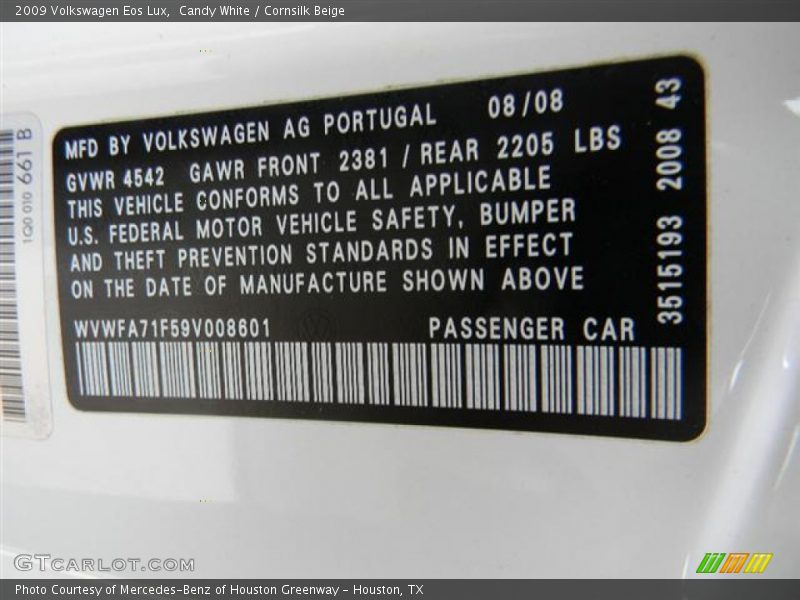 2009 Volkswagen Eos Lux,  Candy White / Cornsilk Beige
1Q0 010 661 B
MFD BY VOLKSWAGEN AG PORTUGAL 08/08
GVWR 4542 GAWR FRONT 2381 / REAR 2205 LBS
THIS VEHICLE CONFORMS TO ALL APPLICABLE
U.S. FEDERAL MOTOR VEHICLE SAFETY, BUMPER
AND THEFT PREVENTION STANDARDS IN EFFECT
ON THE DATE OF MANUFACTURE SHOWN ABOVE
WVWFA71F59V008601 PASSENGER CAR
3515193 2008 43
GTCARLOT.COM
Photo Courtesy of Mercedes-Benz of Houston Greenway - Houston, TX